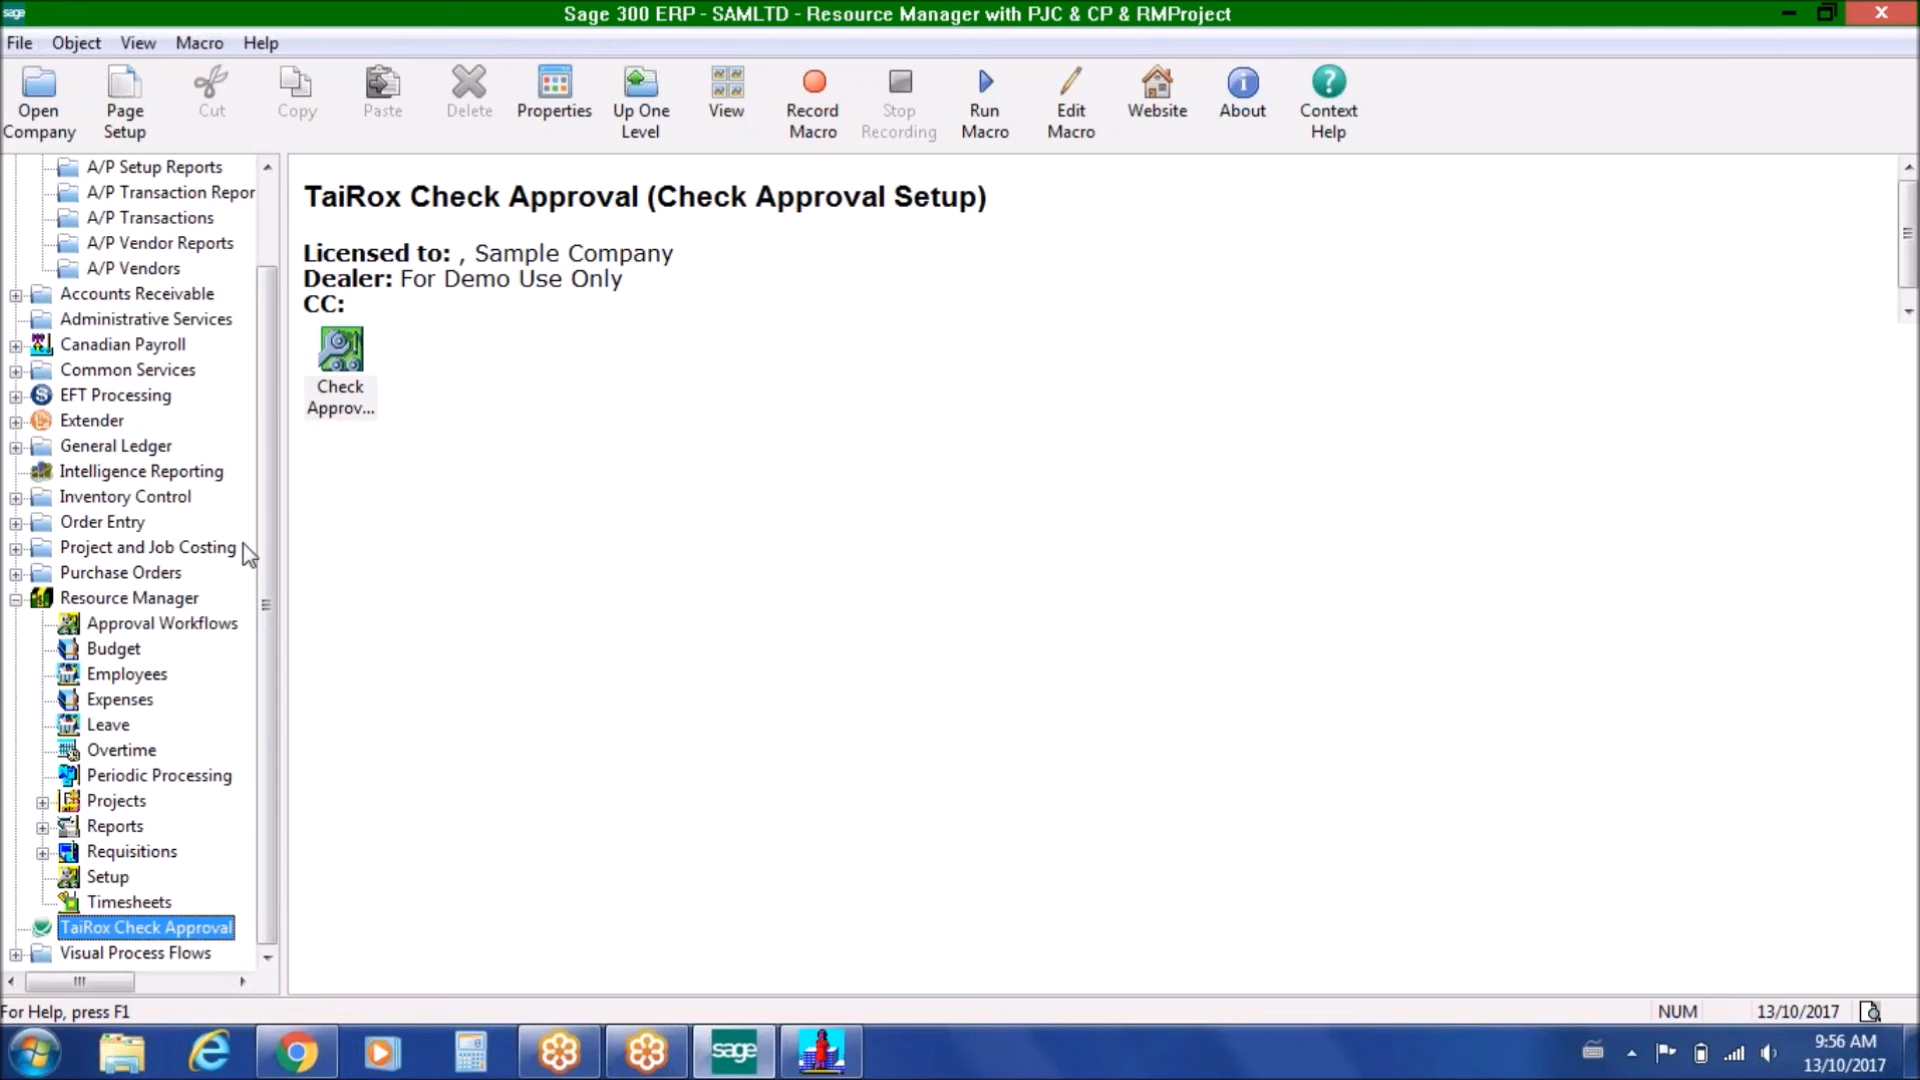 sage
Sage 300 ERP - SAMLTD - Resource Manager with PJC & CP & RMProject
File Object View Macro Help
Open Company
Page Setup
Cut
Copy
Paste
Delete
Properties
Up One Level
View
Record Macro
Stop Recording
Run Macro
Edit Macro
Website
About
Context Help
A/P Setup Reports
A/P Transaction Repor
A/P Transactions
A/P Vendor Reports
A/P Vendors
Accounts Receivable
Administrative Services
Canadian Payroll
Common Services
EFT Processing
Extender
General Ledger
Intelligence Reporting
Inventory Control
Order Entry
Project and Job Costing
Purchase Orders
Resource Manager
Approval Workflows
Budget
Employees
Expenses
Leave
Overtime
Periodic Processing
Projects
Reports
Requisitions
Setup
Timesheets
TaiRox Check Approval
Visual Process Flows
TaiRox Check Approval (Check Approval Setup)
Licensed to: , Sample Company
Dealer: For Demo Use Only
CC:
Check
Approv...
For Help, press F1
NUM
13/10/2017
sage
9:56 AM
13/10/2017